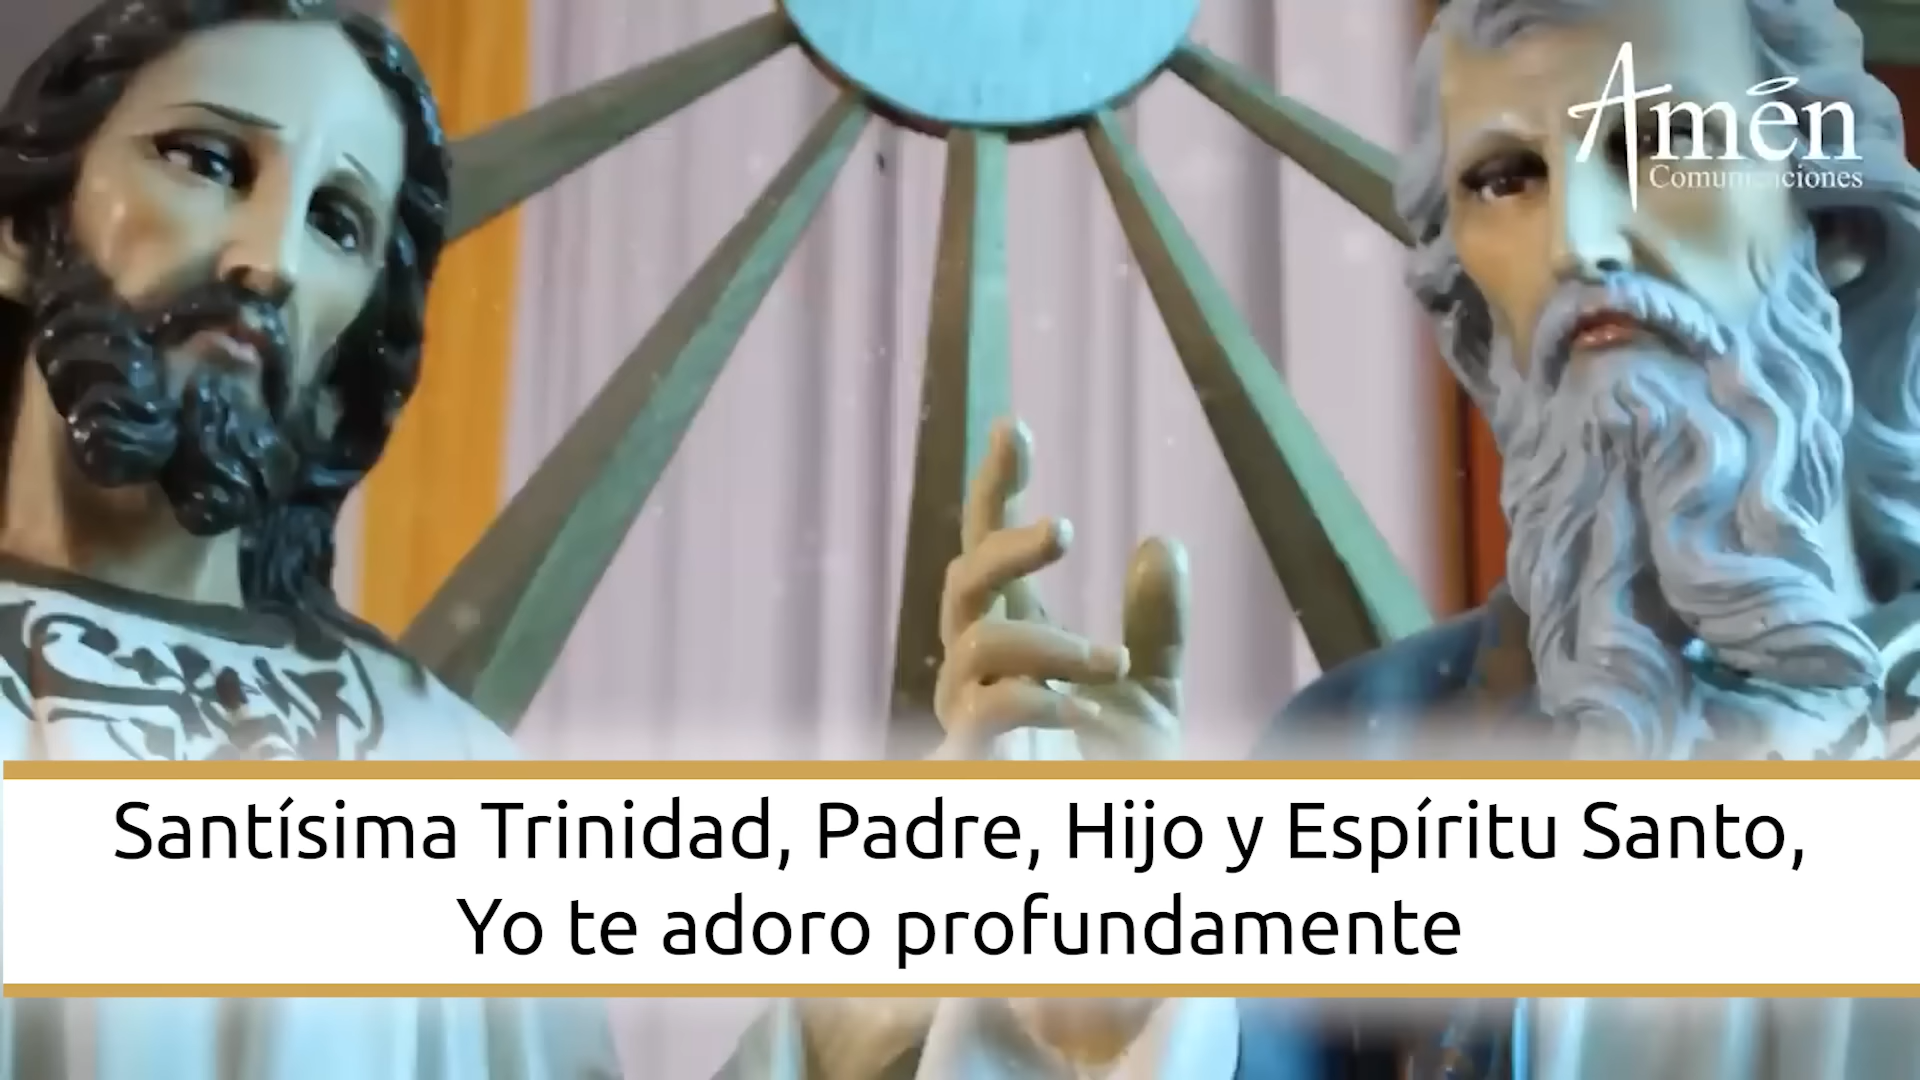 Amén
Comunicaciones
Santísima Trinidad, Padre, Hijo y Espíritu Santo,
Yo te adoro profundamente